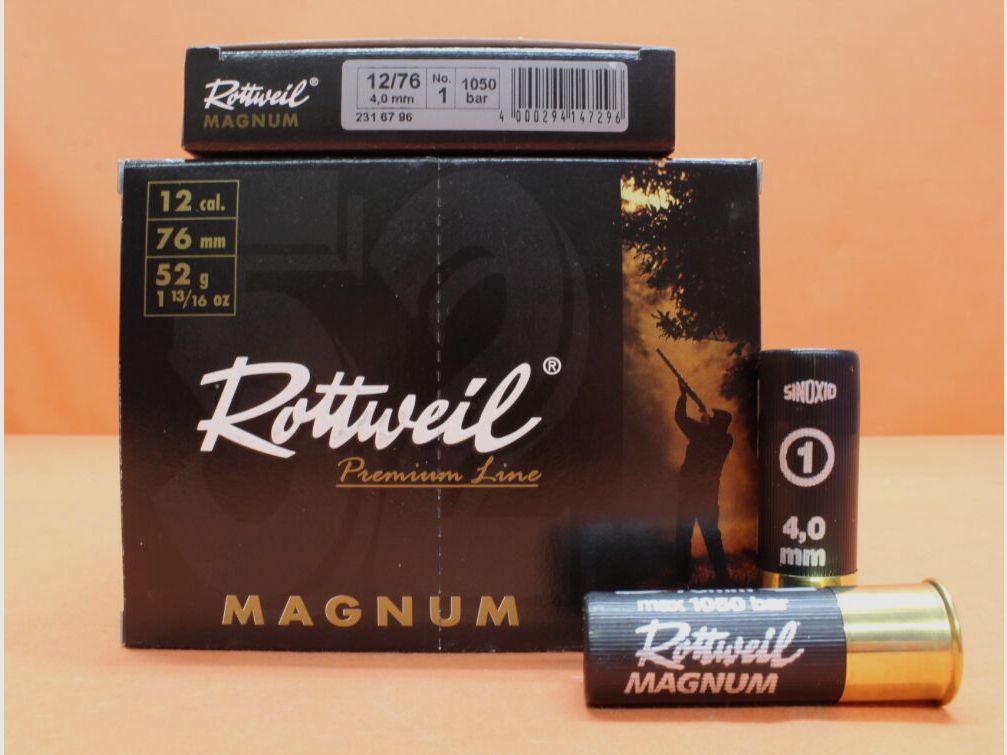 Rottweil®
MAGNUM
12/76 No. 1050
4,0 mm 1 bar
231 67 96
4 000294 147296
12 cal.
76 mm
52 g
1 13/16 oz
52
Rottweil®
Premium Line
MAGNUM
SINOXID
1
4,0
mm
max 1050 bar
Rottweil
MAGNUM